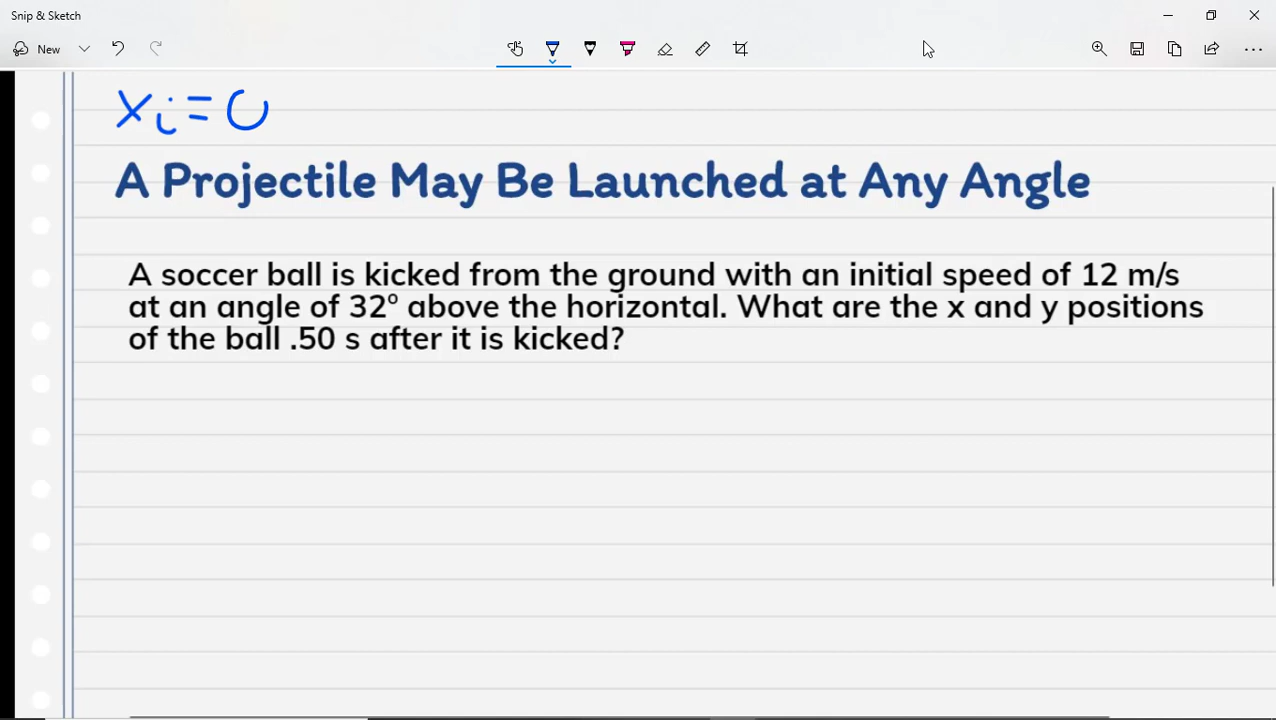 Snip & Sketch
New
xi = 0
A Projectile May Be Launched at Any Angle
A soccer ball is kicked from the ground with an initial speed of 12 m/s
at an angle of 32º above the horizontal. What are the x and y positions
of the ball .50 s after it is kicked?